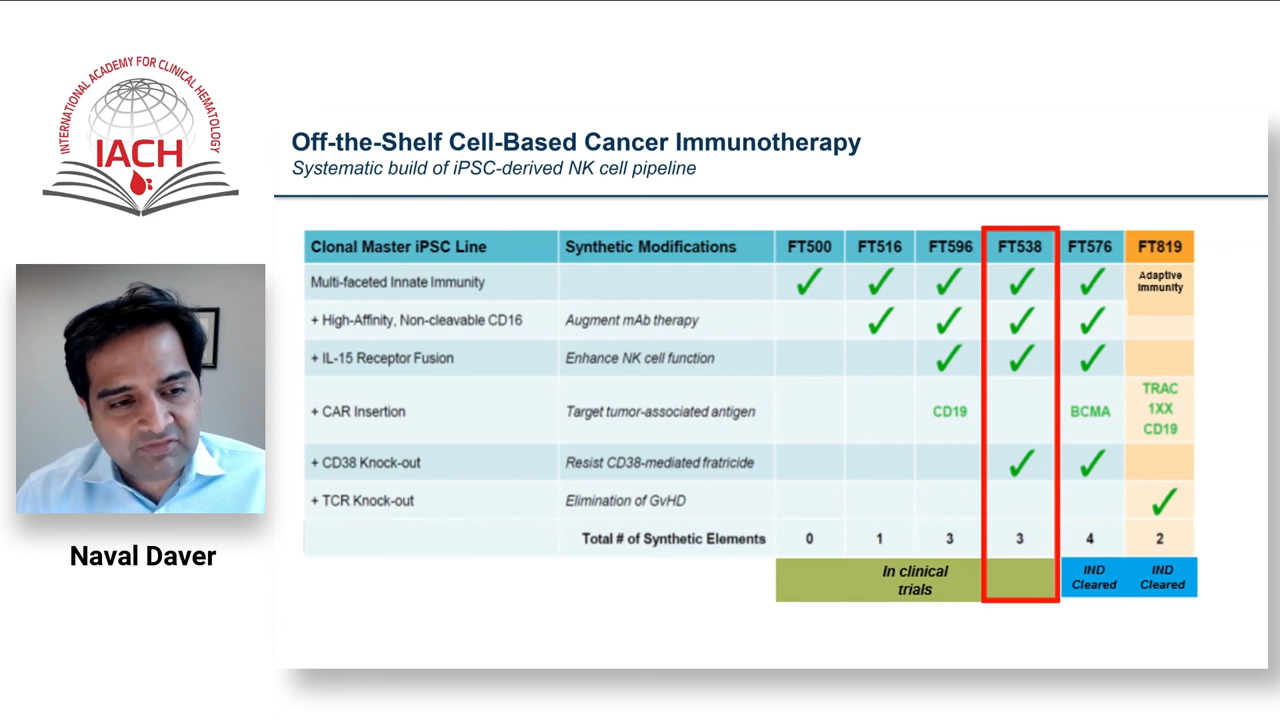 INTERNATIONAL ACADEMY FOR CLINICAL HEMATOLOGY
IACH
Naval Daver
Off-the-Shelf Cell-Based Cancer Immunotherapy
Systematic build of iPSC-derived NK cell pipeline
Clonal Master iPSC Line Synthetic Modifications FT500 FT516 FT596 FT538 FT576 FT819
Multi-faceted Innate Immunity ✓ ✓ ✓ ✓ ✓ Adaptive
Immunity
+ High-Affinity, Non-cleavable CD16 Augment mAb therapy ✓ ✓ ✓ ✓
+ IL-15 Receptor Fusion Enhance NK cell function ✓ ✓ ✓
TRAC
+ CAR Insertion Target tumor-associated antigen CD19 BCMA 1XX
CD19
+ CD38 Knock-out Resist CD38-mediated fratricide ✓ ✓
+ TCR Knock-out Elimination of GvHD ✓
Total # of Synthetic Elements 0 1 3 3 4 2
In clinical
trials
IND
Cleared
IND
Cleared